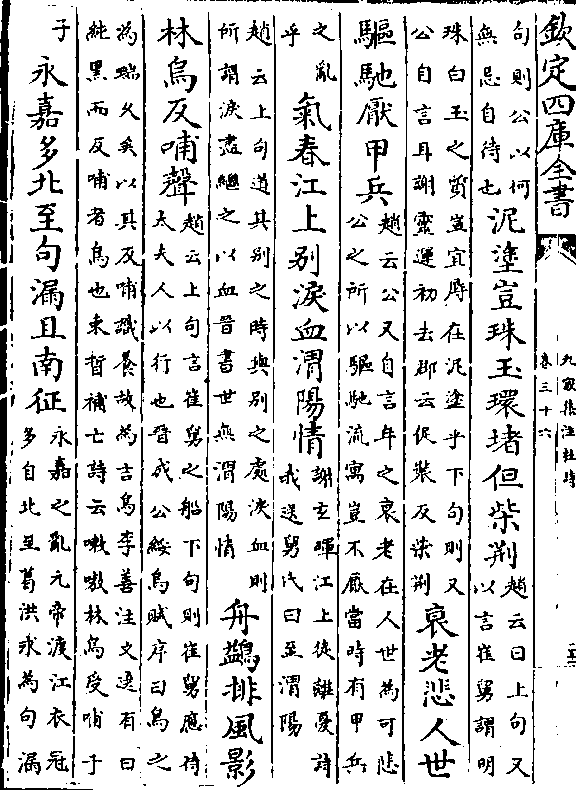 欽定四庫全書
九家集注杜詩
卷三十六
句則公以何
無忌自待也
泥塗豈珠玉環堵但柴荊
趙云曰上句又
以言崔舅謂明
珠白玉之質豈宜辱在泥塗乎下句則又
公自言耳謝靈運初去郡云促裝反柴荊
衰老悲人世
驅馳厭甲兵
趙云公又自言年之衰老在人世為可悲
公之所以驅馳流寓豈不厭當時有甲兵
之亂
乎
氣春江上别淚血渭陽情
謝玄暉江上徒離憂詩
我送舅氏曰至渭陽
趙云上句道其别之時與别之處淚血則
所謂淚盡繼之以血晉書世無渭陽情
舟鷁排風影
林烏反哺聲
趙云上句言崔舅之船下句則崔舅應侍
太夫人以行也晉成公綏烏賦序曰烏之
為瑞久矣以其反哺識養故為吉烏李善注文選有曰
純黑而反哺者烏也束晢補亡詩云嗷嗷林烏受哺于
子
永嘉多北至句漏且南征
永嘉之亂元帝渡江衣冠
多自北至葛洪求為句漏